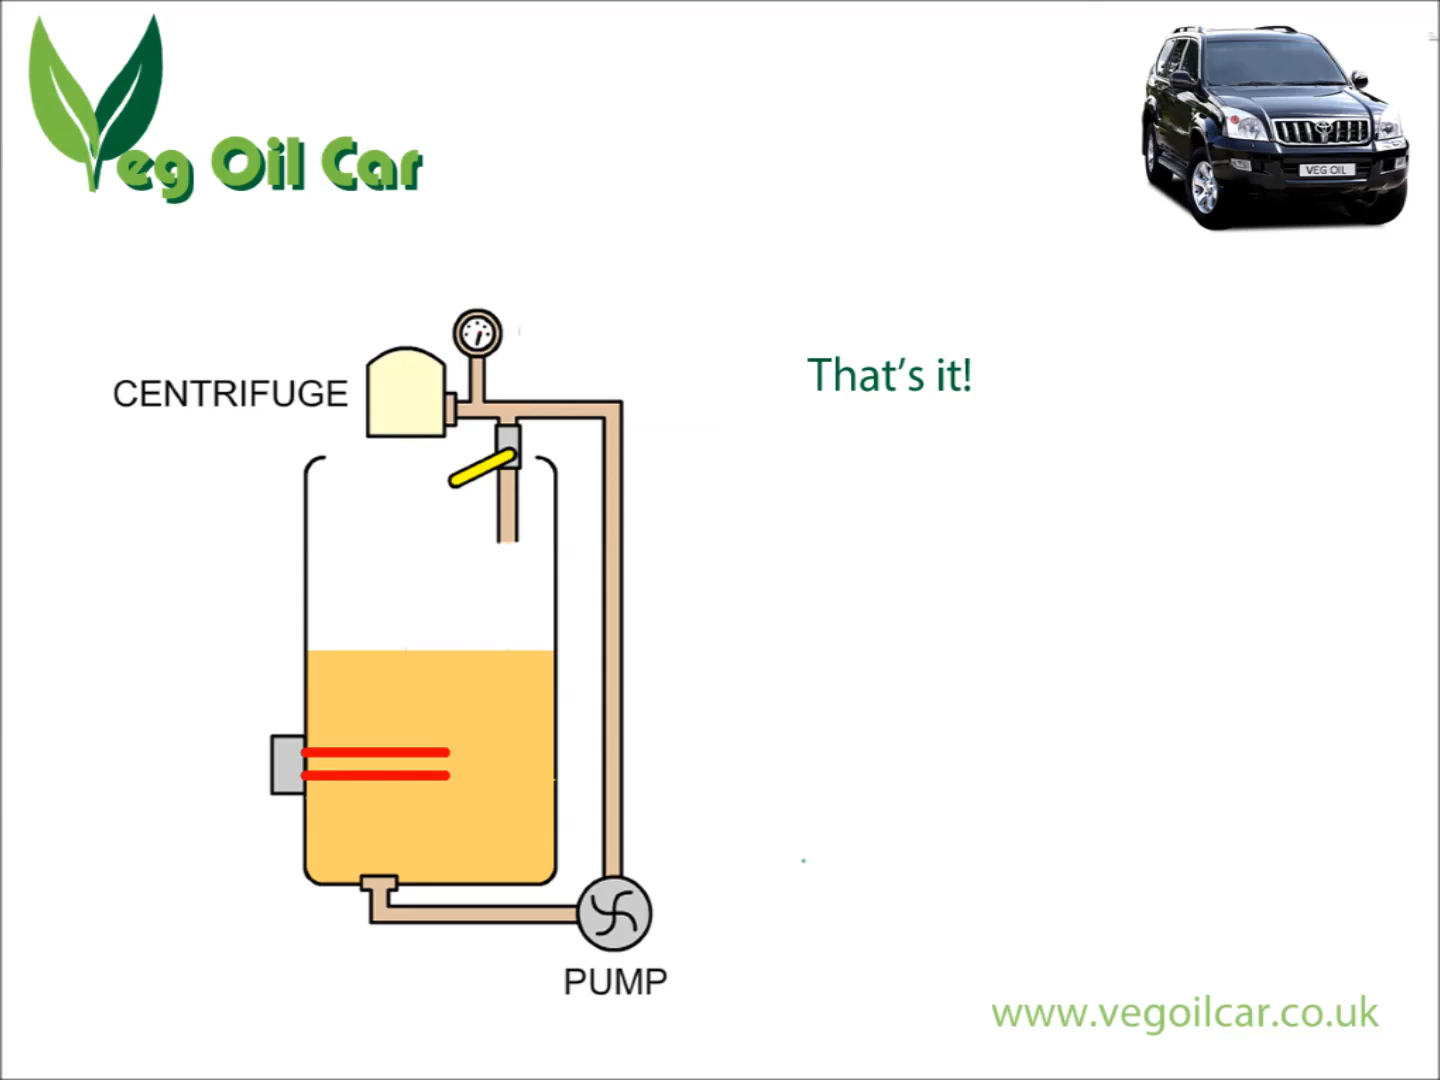 Veg Oil Car
VEG OIL
CENTRIFUGE
That's it!
PUMP
www.vegoilcar.co.uk